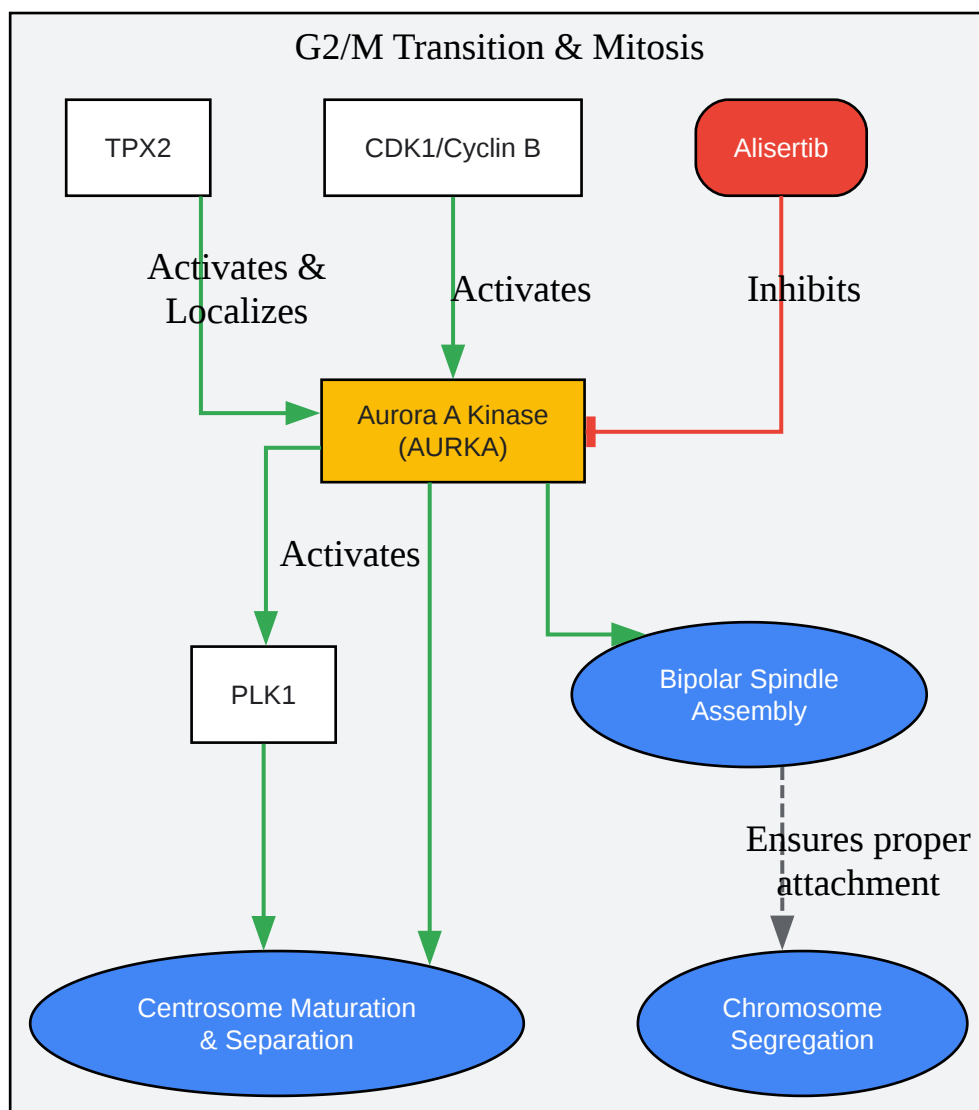 G2/M Transition & Mitosis
TPX2
CDK1/Cyclin B
Alisertib
Activates &
Localizes
Activates
Inhibits
Aurora A Kinase
(AURKA)
Activates
PLK1
Bipolar Spindle
Assembly
Ensures proper
attachment
Centrosome Maturation
& Separation
Chromosome
Segregation